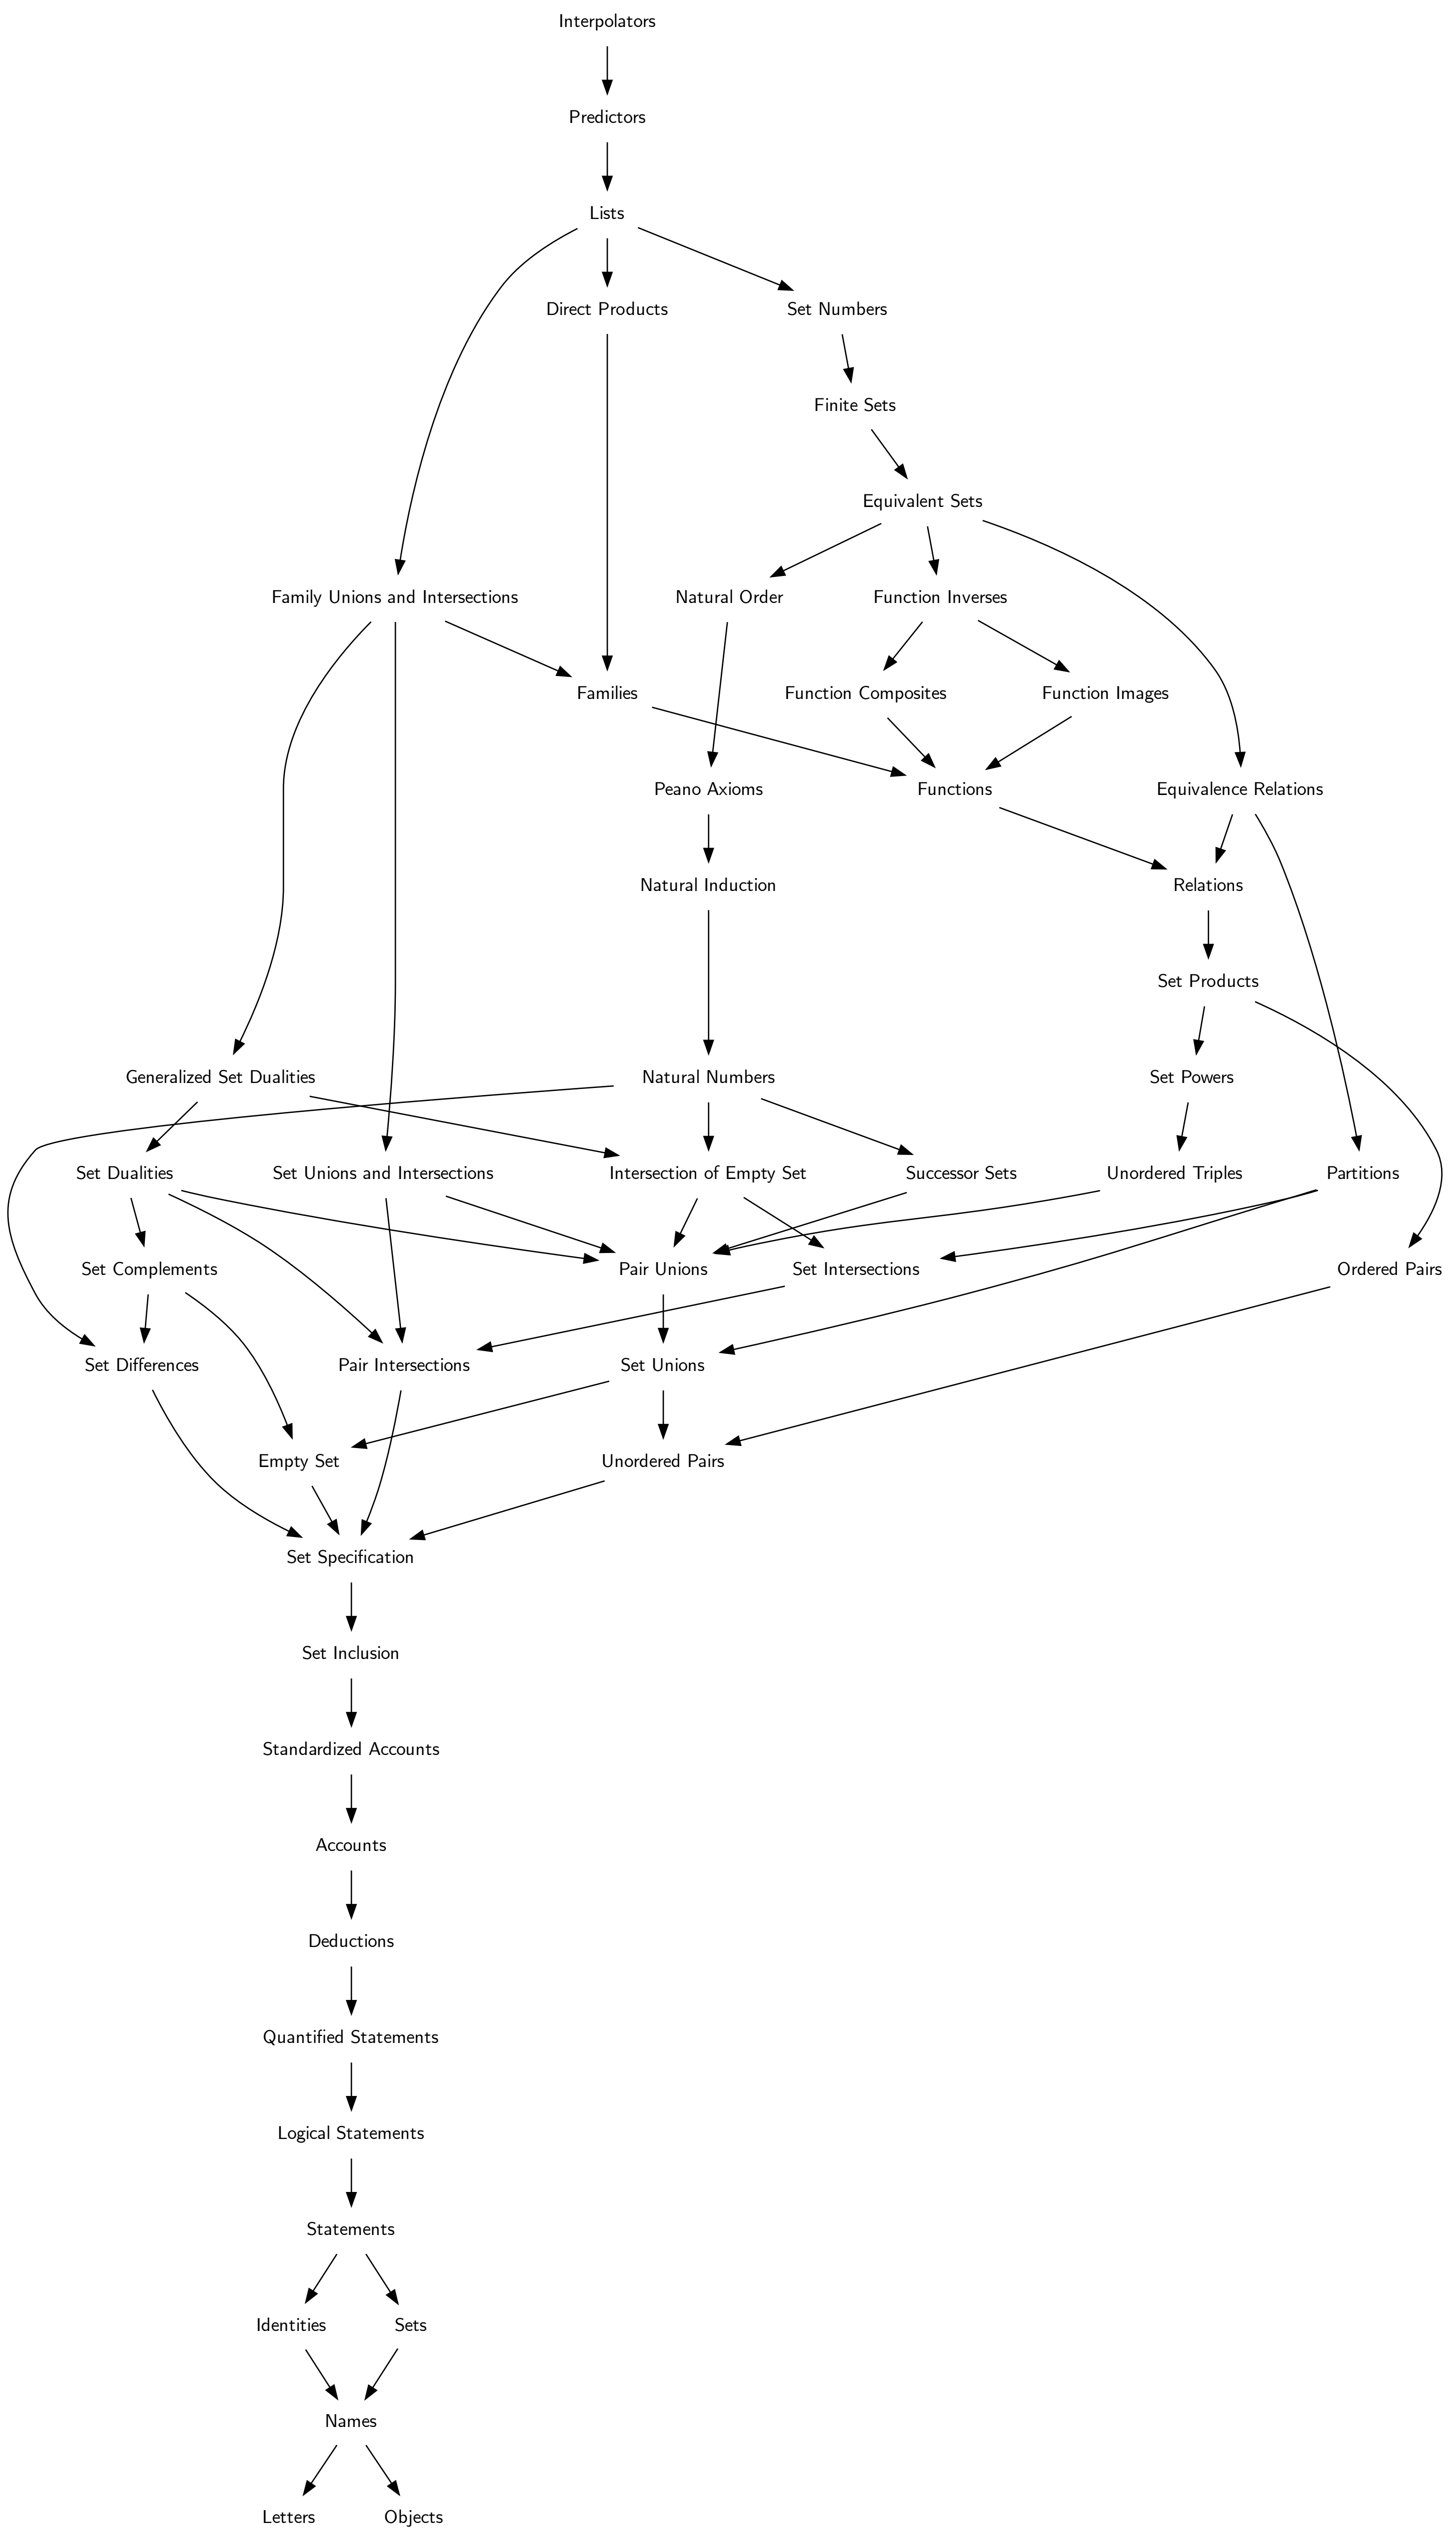 Interpolators
Predictors
Lists
Direct Products
Set Numbers
Finite Sets
Equivalent Sets
Family Unions and Intersections
Natural Order
Function Inverses
Families
Function Composites
Function Images
Peano Axioms
Functions
Equivalence Relations
Natural Induction
Relations
Set Products
Generalized Set Dualities
Natural Numbers
Set Powers
Set Dualities
Set Unions and Intersections
Intersection of Empty Set
Successor Sets
Unordered Triples
Partitions
Set Complements
Pair Unions
Set Intersections
Ordered Pairs
Set Differences
Pair Intersections
Set Unions
Empty Set
Unordered Pairs
Set Specification
Set Inclusion
Standardized Accounts
Accounts
Deductions
Quantified Statements
Logical Statements
Statements
Identities
Sets
Names
Letters
Objects